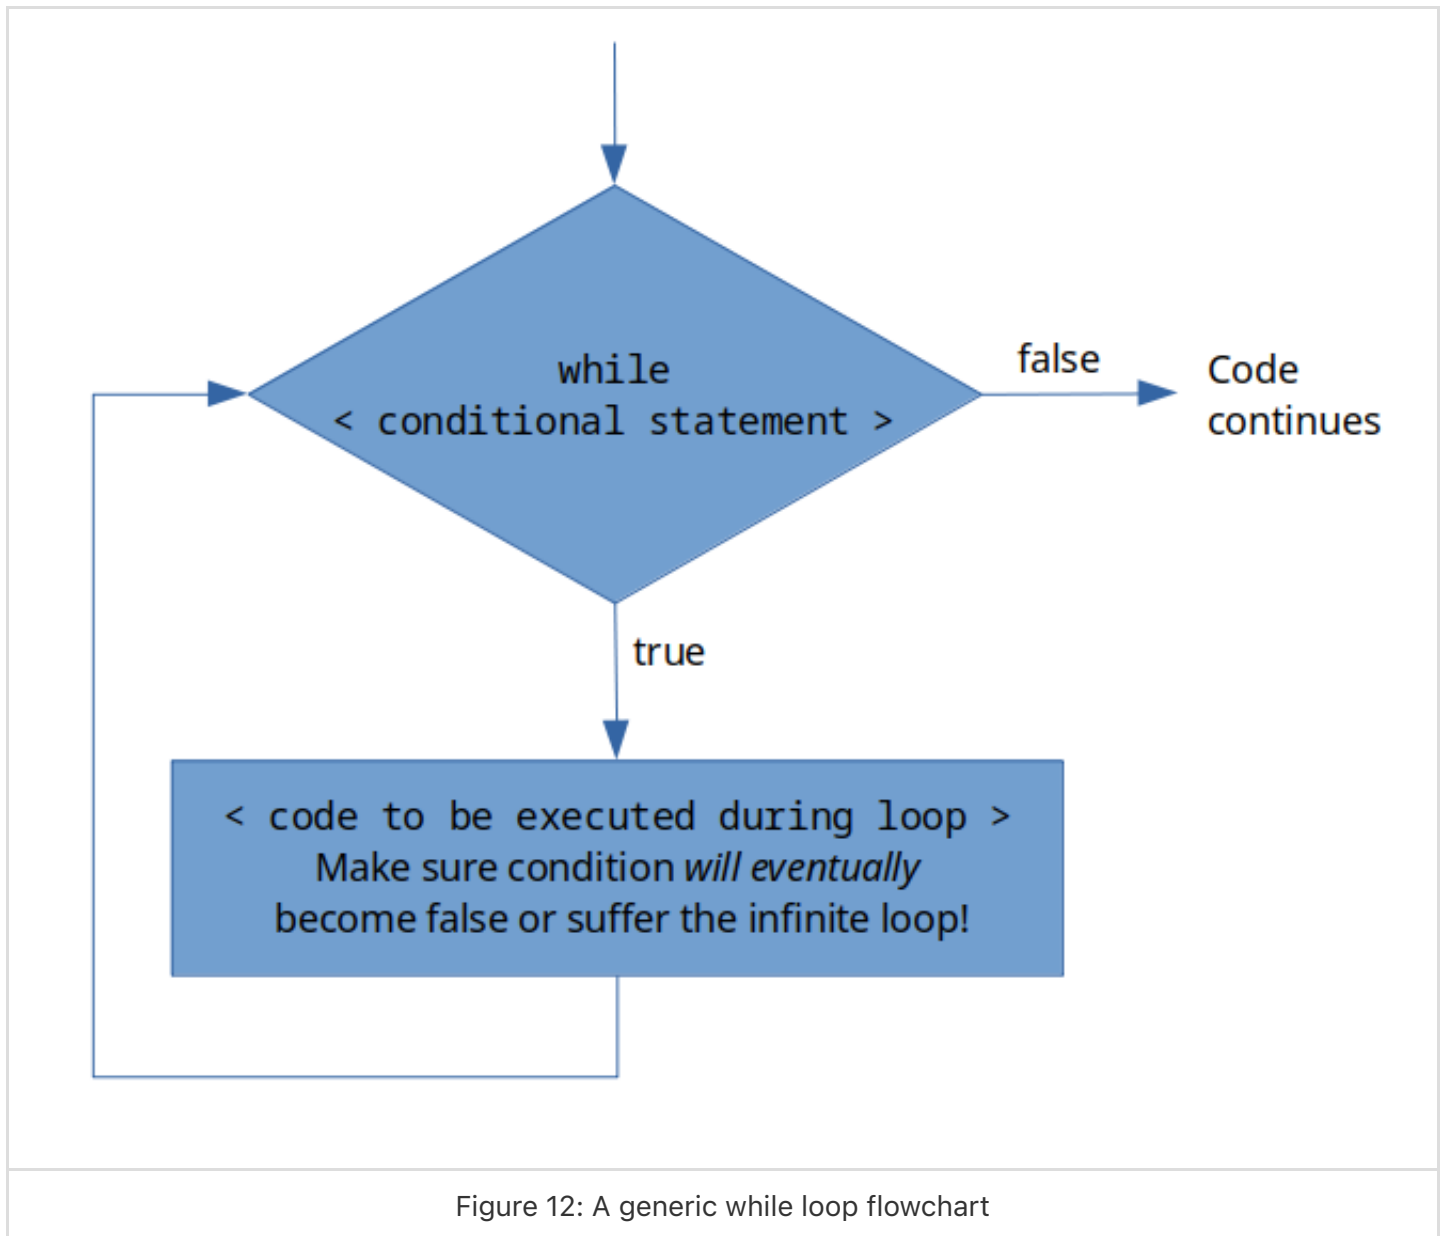 while
< conditional statement >
false
Code
continues
true
< code to be executed during loop >
Make sure condition will eventually
become false or suffer the infinite loop!
Figure 12: A generic while loop flowchart